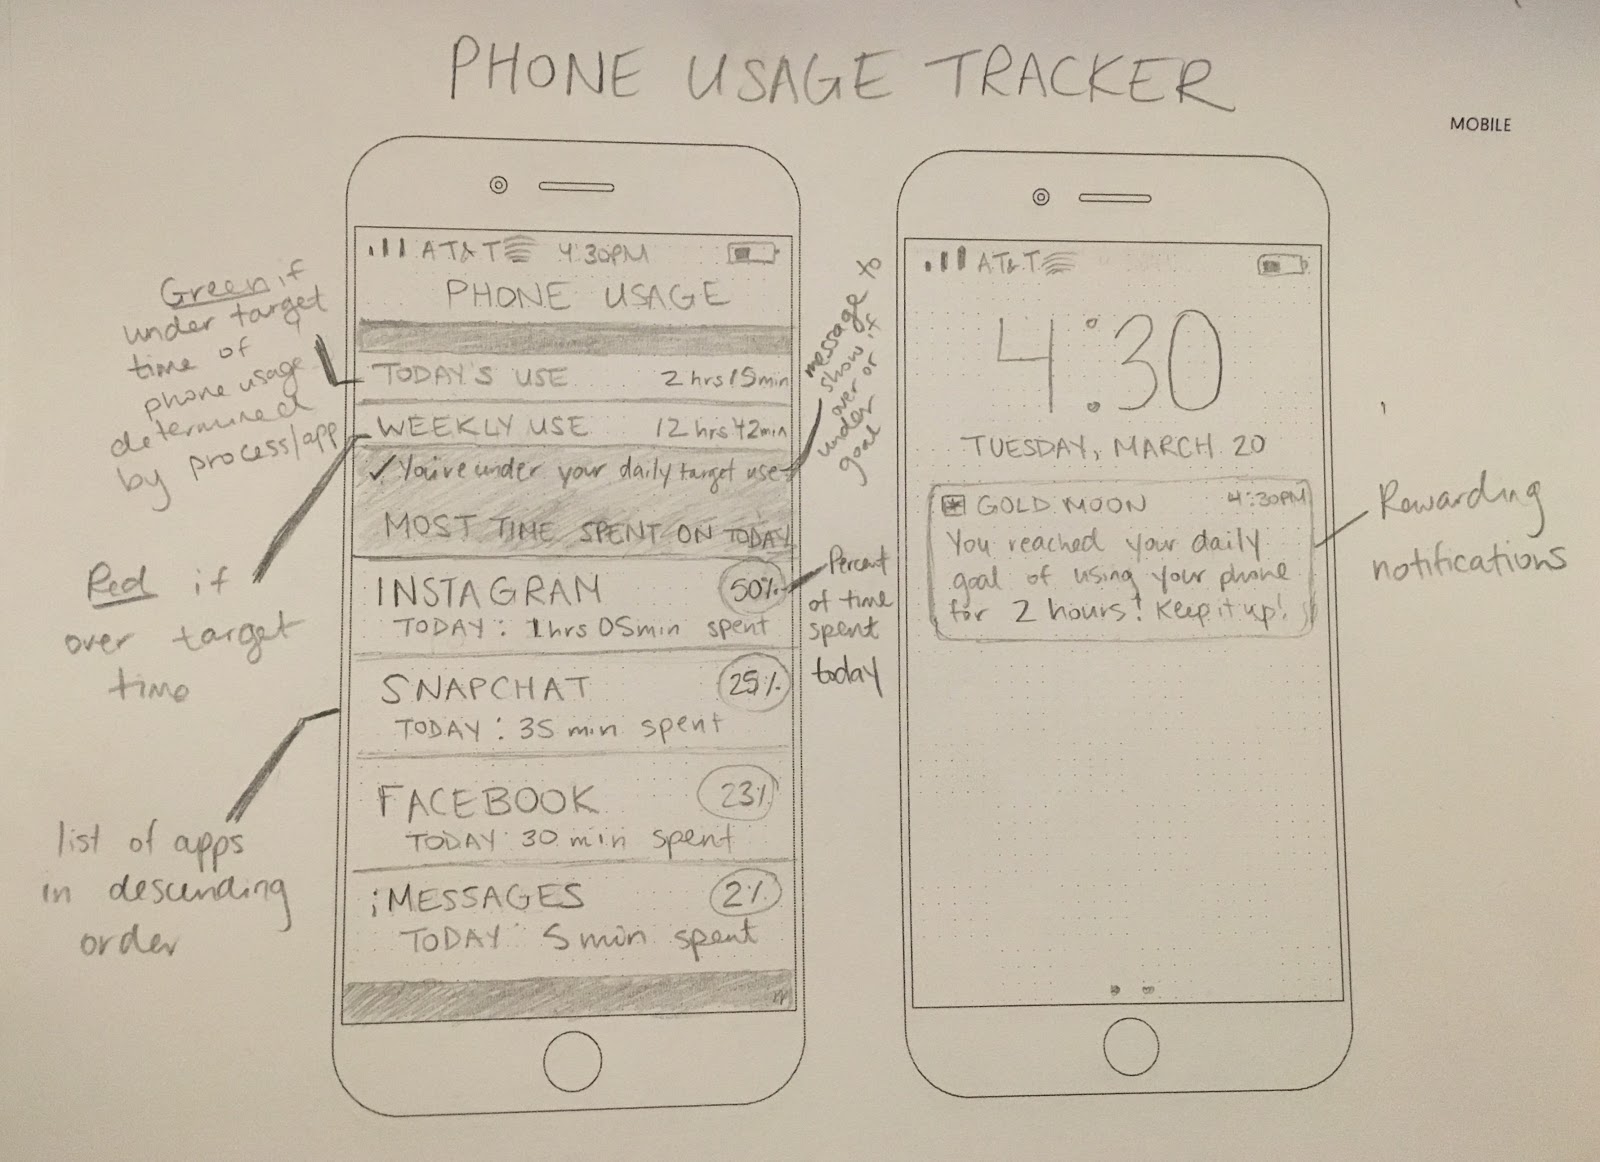 PHONE USAGE TRACKER
MOBILE
AT&T 4:30PM
PHONE USAGE
TODAY'S USE 2 hrs 15min
WEEKLY USE 12 hrs 42min
✓ You're under your daily target use
MOST TIME SPENT ON TODAY
INSTAGRAM 50%
TODAY: 1hrs 05min spent
SNAPCHAT 25%
TODAY: 35 min spent
FACEBOOK 23%
TODAY: 30 min spent
iMESSAGES 2%
TODAY: 5 min spent
Green if
under target
time of
phone usage
determined
by process/app
Red if
over target
time
list of apps
in descending
order
message to
show if
over or
under
goal
Percent
of time
spent
today
AT&T
4:30
TUESDAY, MARCH 20
GOLD MOON 4:30PM
You reached your daily
goal of using your phone
for 2 hours! Keep it up!
Rewarding
notifications